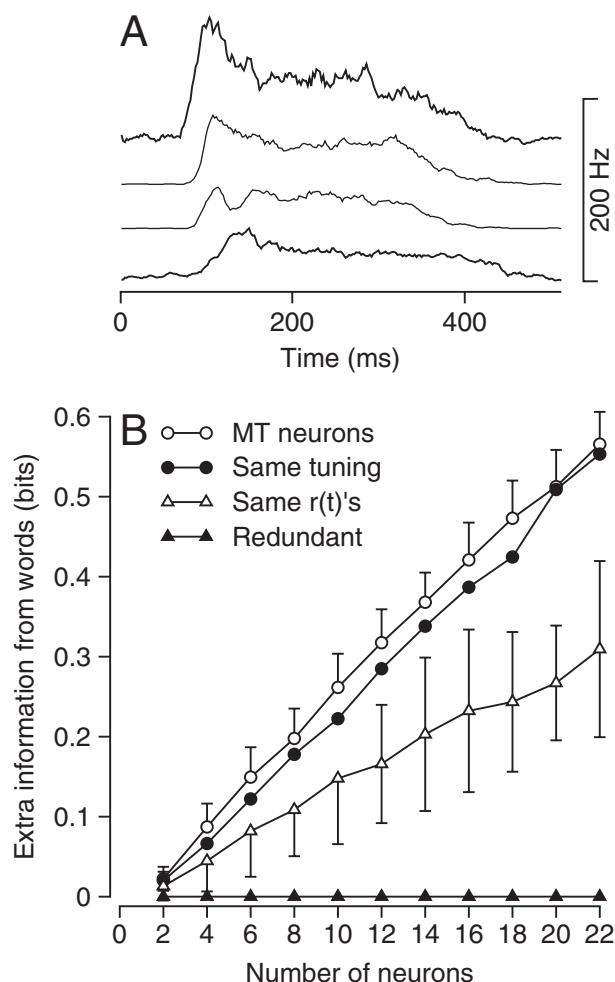 A
200 Hz
0 200 400
Time (ms)
B
MT neurons
Same tuning
Same r(t)'s
Redundant
Extra information from words (bits)
0.6
0.5
0.4
0.3
0.2
0.1
0
0 2 4 6 8 10 12 14 16 18 20 22
Number of neurons